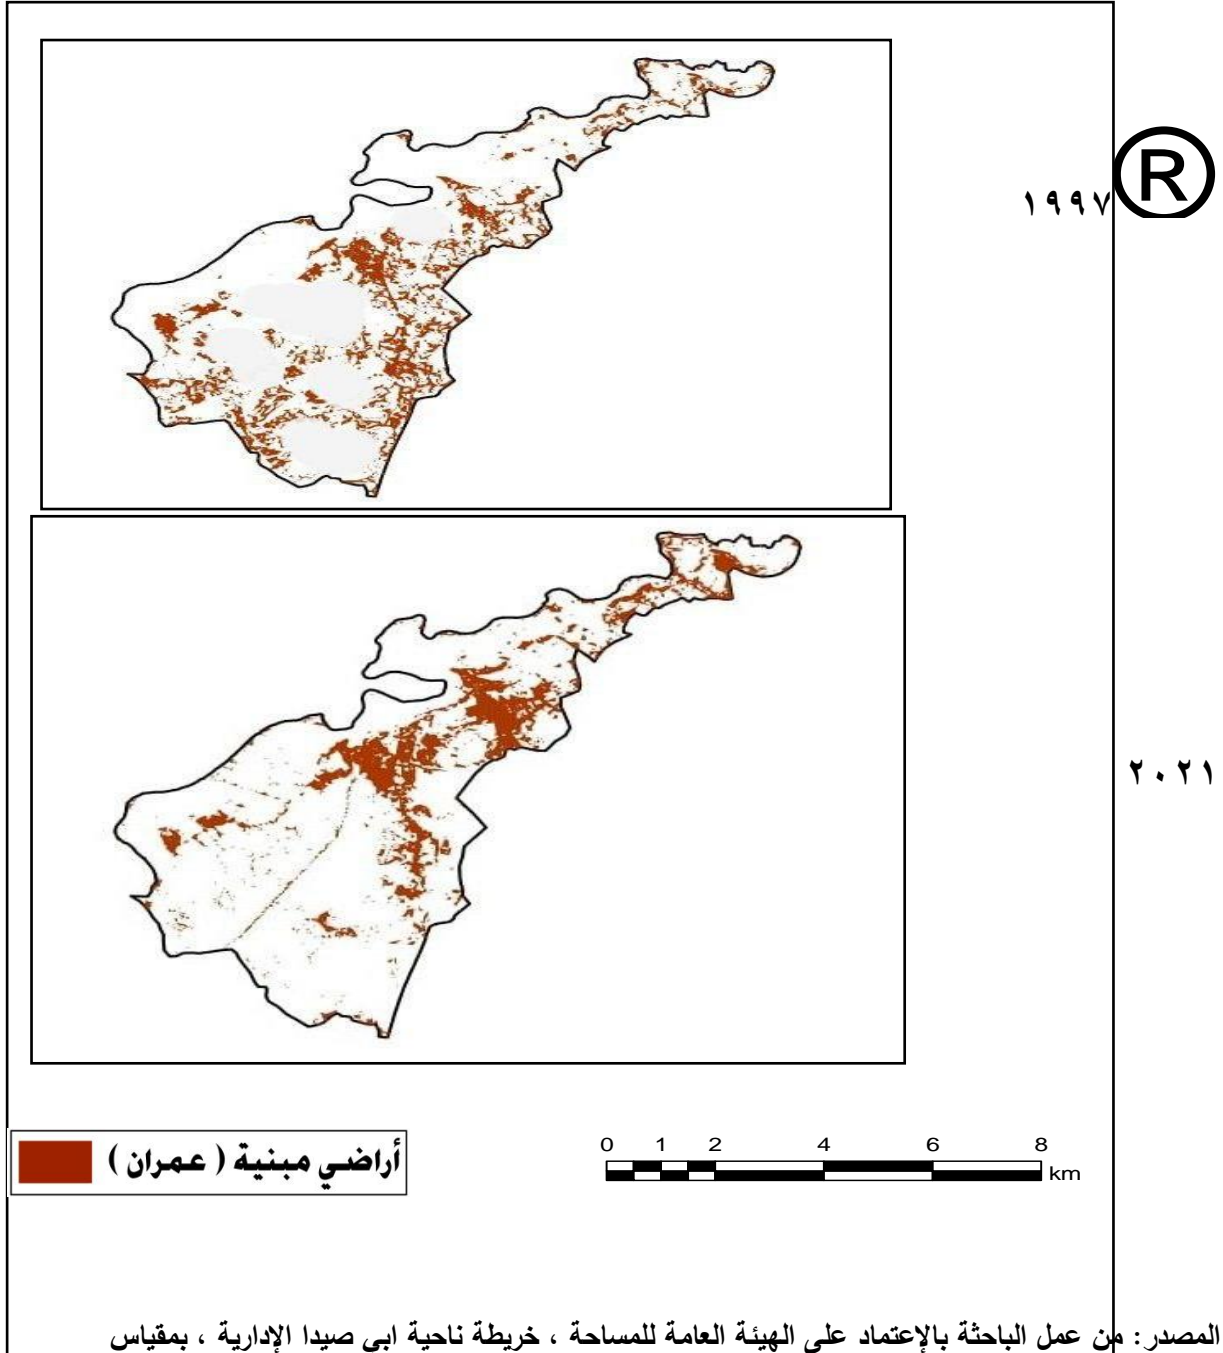 ®
١٩٩٧
٢٠٢١
أراضي مبنية ( عمران )
0 1 2 4 6 8
km
المصدر: من عمل الباحثة بالإعتماد على الهيئة العامة للمساحة ، خريطة ناحية ابي صيدا الإدارية ، بمقياس